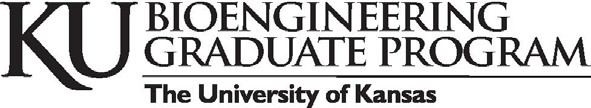 KU BIOENGINEERING
GRADUATE PROGRAM
The University of Kansas